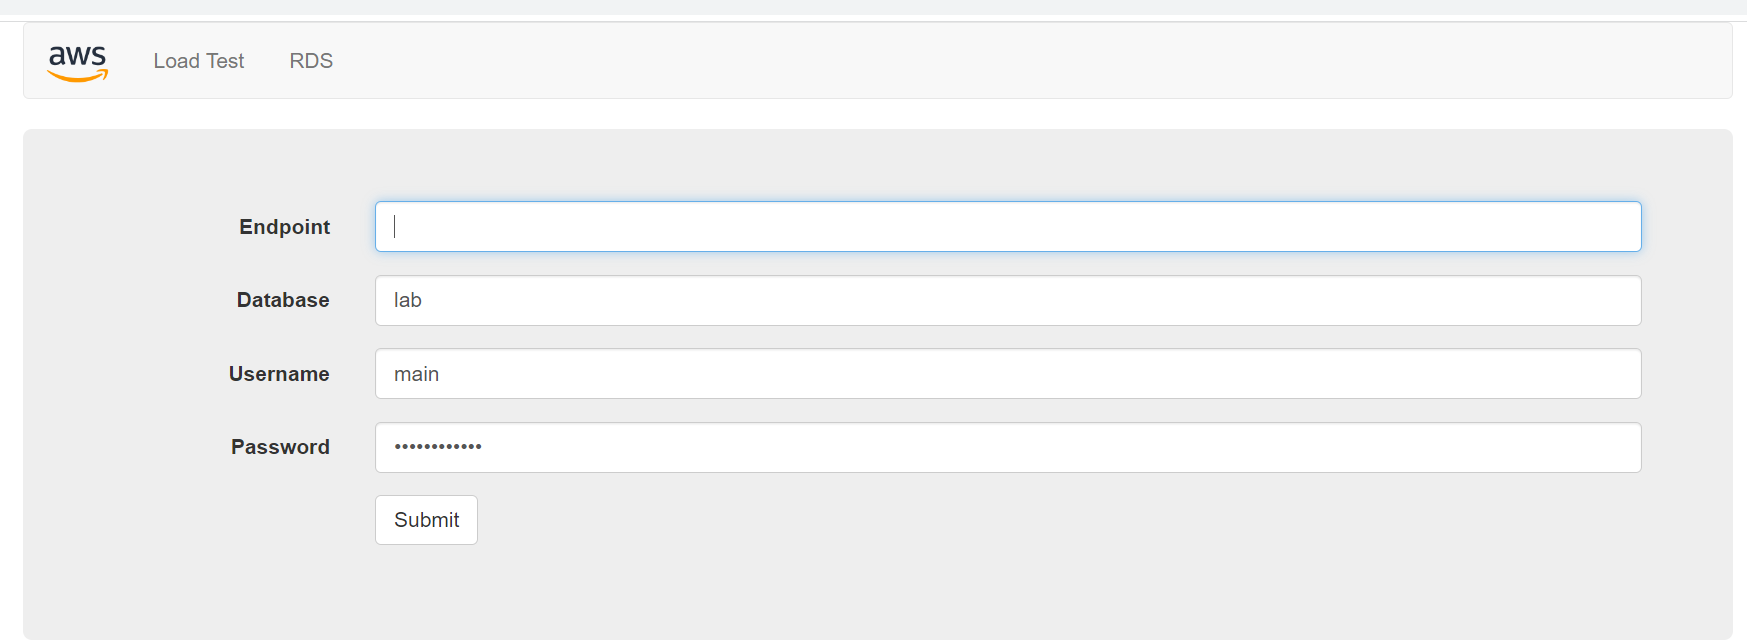 aws Load Test RDS
Endpoint
Database lab
Username main
Password ••••••••••••
Submit